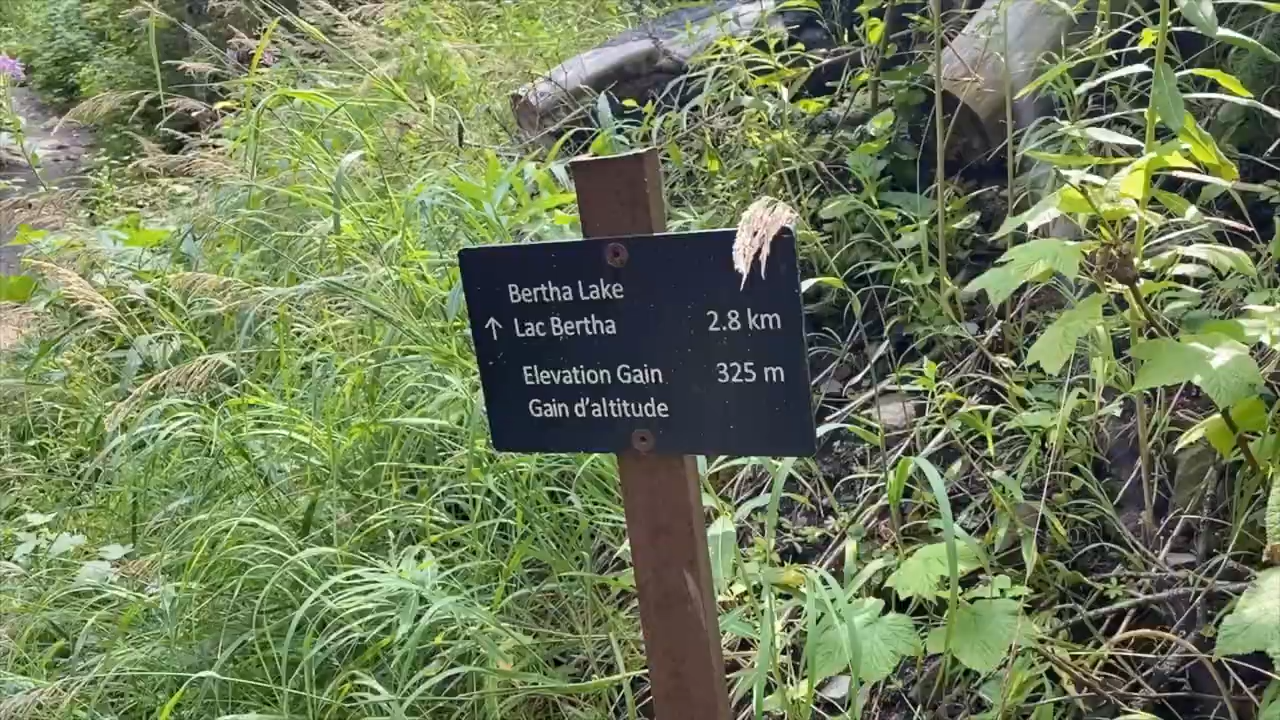 Bertha Lake
↑ Lac Bertha 2.8 km
Elevation Gain 325 m
Gain d'altitude